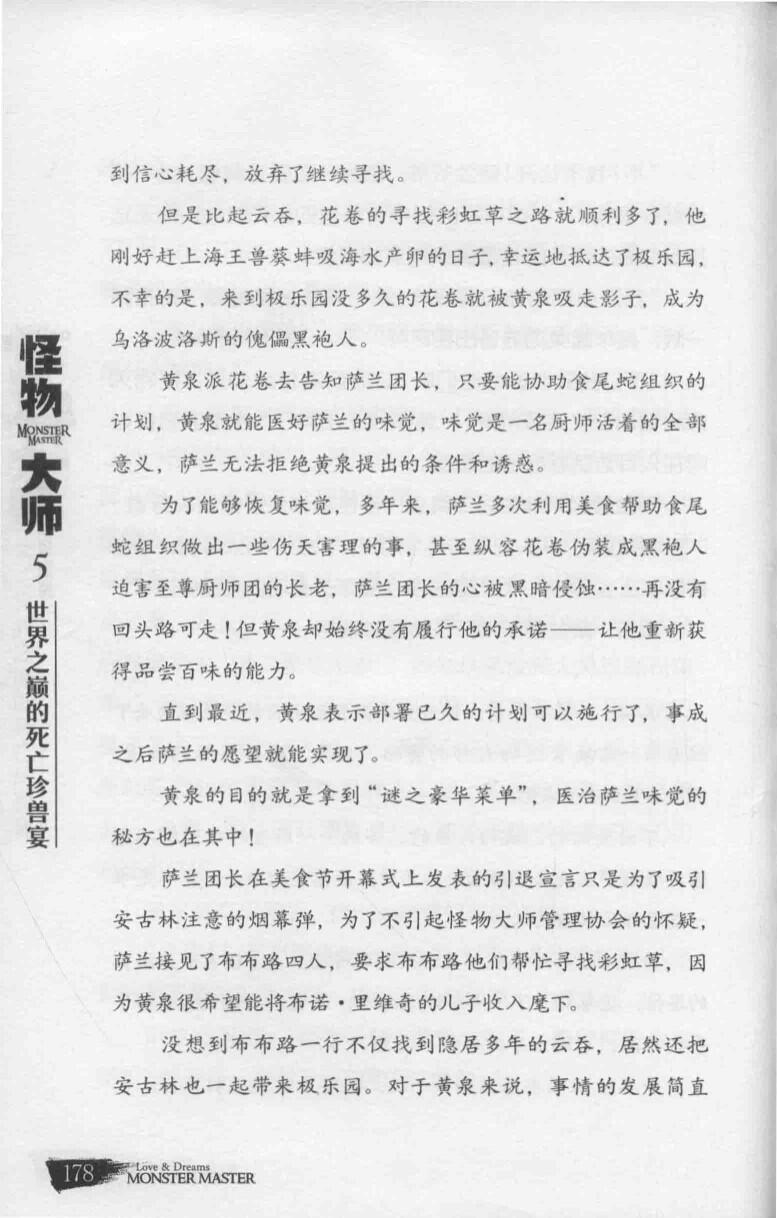 到信心耗尽，放弃了继续寻找。
但是比起云吞，花卷的寻找彩虹草之路就顺利多了，他
刚好赶上海王兽葵蚌吸海水产卵的日子，幸运地抵达了极乐园，
不幸的是，来到极乐园没多久的花卷就被黄泉吸走影子，成为
乌洛波洛斯的傀儡黑袍人。
黄泉派花卷去告知萨兰团长，只要能协助食尾蛇组织的
计划，黄泉就能医好萨兰的味觉，味觉是一名厨师活着的全部
意义，萨兰无法拒绝黄泉提出的条件和诱惑。
为了能够恢复味觉，多年来，萨兰多次利用美食帮助食尾
蛇组织做出一些伤天害理的事，甚至纵容花卷伪装成黑袍人
迫害至尊厨师团的长老，萨兰团长的心被黑暗侵蚀……再没有
回头路可走！但黄泉却始终没有履行他的承诺——让他重新获
得品尝百味的能力。
直到最近，黄泉表示部署已久的计划可以施行了，事成
之后萨兰的愿望就能实现了。
黄泉的目的就是拿到“谜之豪华菜单”，医治萨兰味觉的
秘方也在其中！
萨兰团长在美食节开幕式上发表的引退宣言只是为了吸引
安古林注意的烟幕弹，为了不引起怪物大师管理协会的怀疑，
萨兰接见了布布路四人，要求布布路他们帮忙寻找彩虹草，因
为黄泉很希望能将布诺·里维奇的儿子收入麾下。
没想到布布路一行不仅找到隐居多年的云吞，居然还把
安古林也一起带来极乐园。对于黄泉来说，事情的发展简直
怪物
MONSTER
MASTER
大师
5
世界之巅的死亡珍兽宴
178
Love & Dreams
MONSTER MASTER